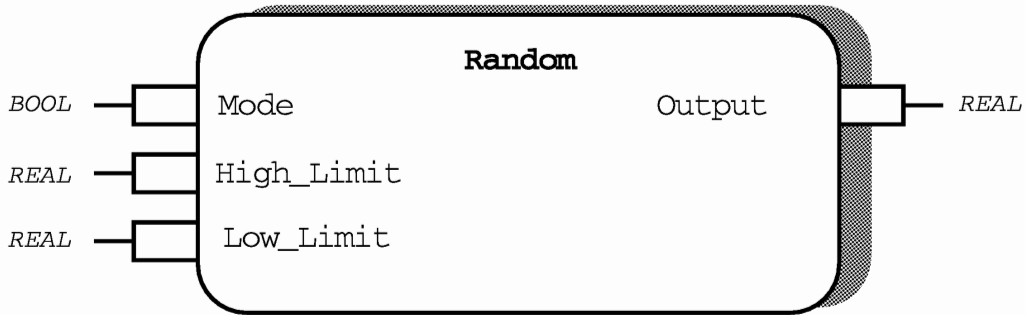 Random
BOOL Mode Output REAL
REAL High_Limit
REAL Low_Limit